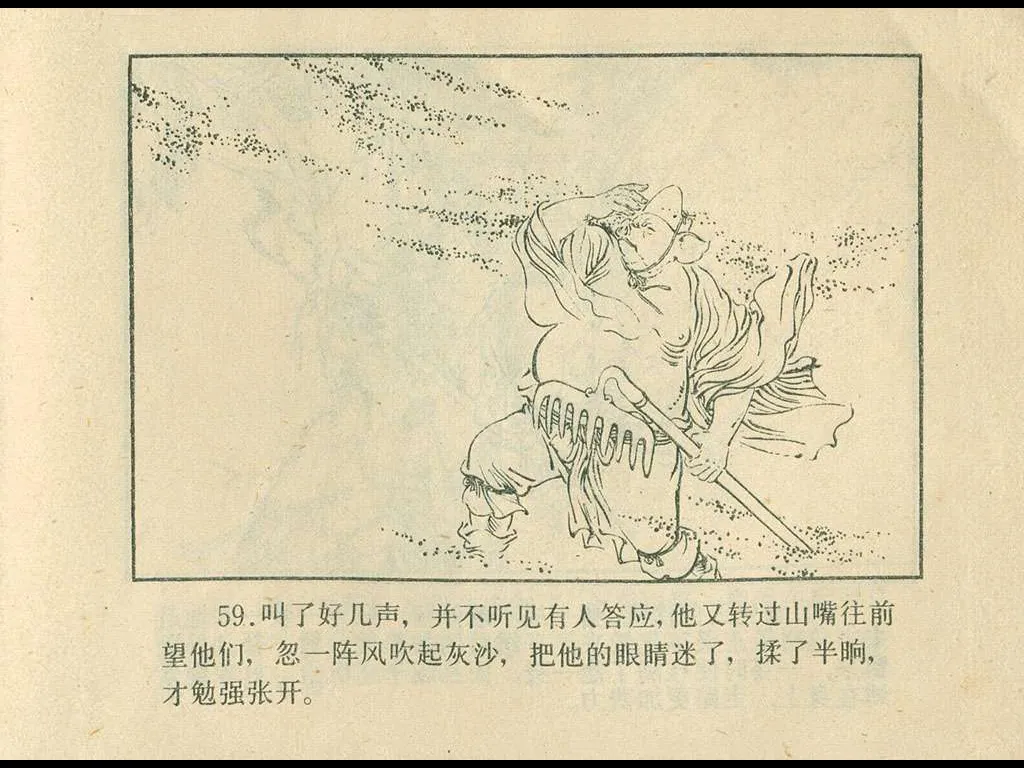 59.叫了好几声，并不听见有人答应，他又转过山嘴往前
望他们，忽一阵风吹起灰沙，把他的眼睛迷了，揉了半晌，
才勉强张开。